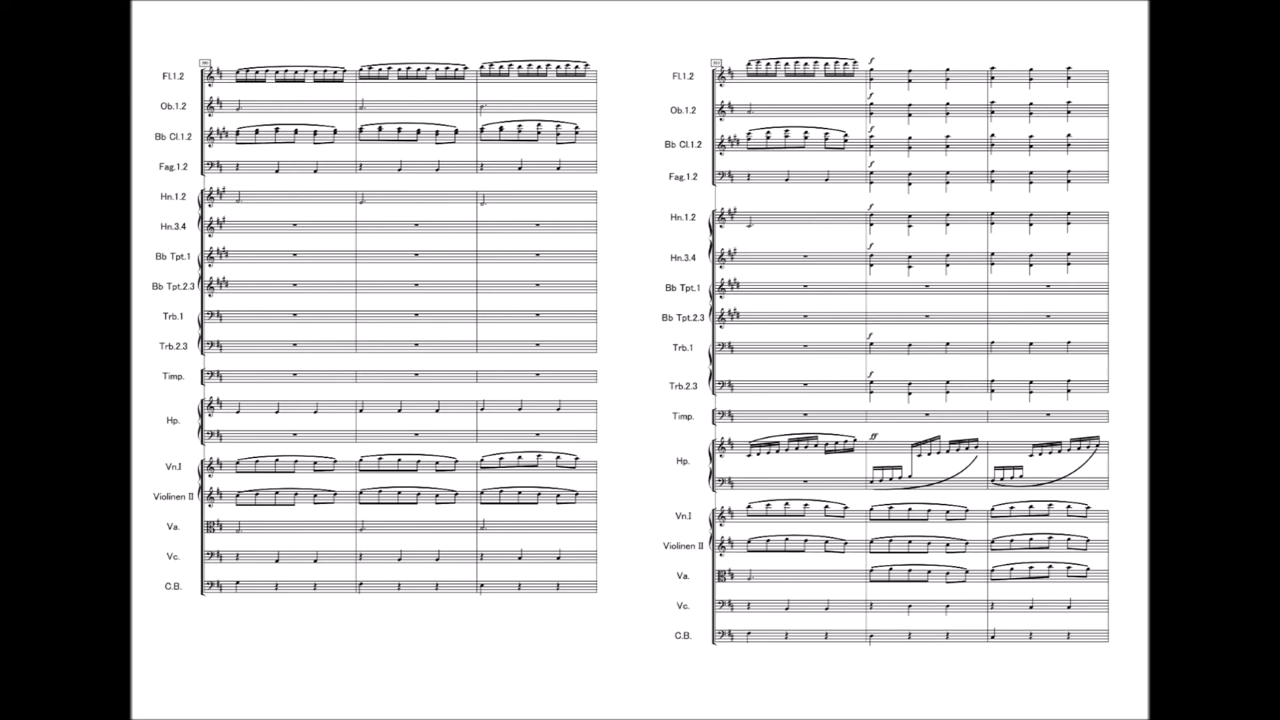 Fl.1.2
Ob.1.2
Bb Cl.1.2
Fag.1.2
Hn.1.2
Hn.3.4
Bb Tpt.1
Bb Tpt.2.3
Trb.1
Trb.2.3
Timp.
Hp.
Vn.I
Violinen II
Va.
Vc.
C.B.
Fl.1.2
f
Ob.1.2
f
Bb Cl.1.2
f
Fag.1.2
f
Hn.1.2
f
Hn.3.4
f
Bb Tpt.1
Bb Tpt.2.3
Trb.1
f
Trb.2.3
f
Timp.
Hp.
ff
Vn.I
Violinen II
Va.
Vc.
C.B.